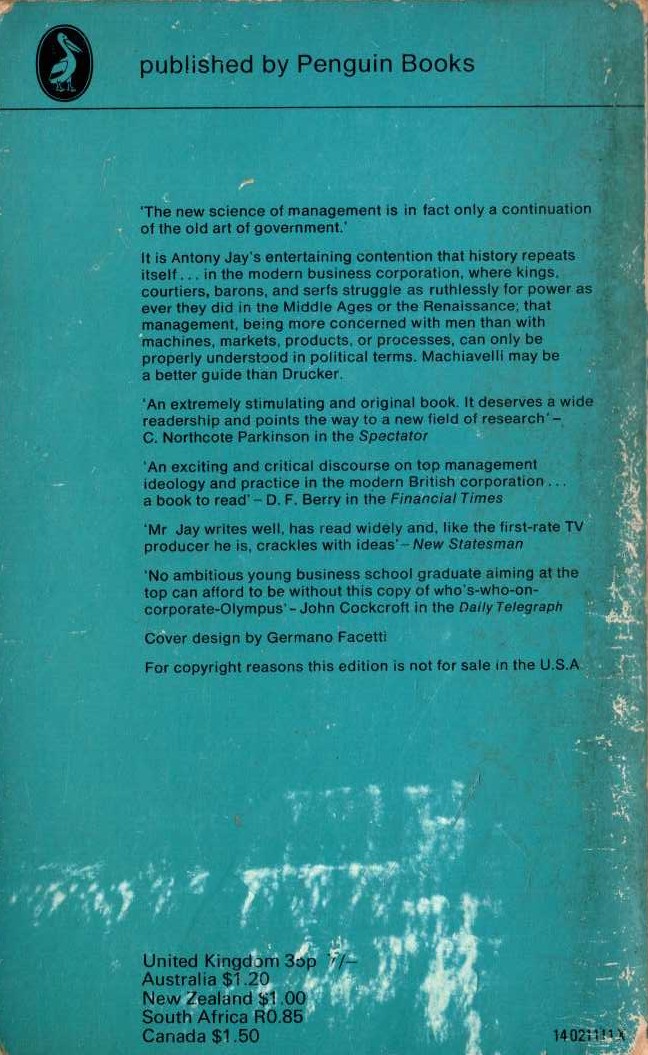 published by Penguin Books
'The new science of management is in fact only a continuation
of the old art of government.'
It is Antony Jay's entertaining contention that history repeats
itself... in the modern business corporation, where kings,
courtiers, barons, and serfs struggle as ruthlessly for power as
ever they did in the Middle Ages or the Renaissance; that
management, being more concerned with men than with
machines, markets, products, or processes, can only be
properly understood in political terms. Machiavelli may be
a better guide than Drucker.
'An extremely stimulating and original book. It deserves a wide
readership and points the way to a new field of research' –
C. Northcote Parkinson in the Spectator
'An exciting and critical discourse on top management
ideology and practice in the modern British corporation...
a book to read' – D. F. Berry in the Financial Times
'Mr Jay writes well, has read widely and, like the first-rate TV
producer he is, crackles with ideas' – New Statesman
'No ambitious young business school graduate aiming at the
top can afford to be without this copy of who's-who-on-
corporate-Olympus' – John Cockcroft in the Daily Telegraph
Cover design by Germano Facetti
For copyright reasons this edition is not for sale in the U.S.A
United Kingdom
Australia $1.20
New Zealand $1.00
South Africa R0.85
Canada $1.50
14 021111 X